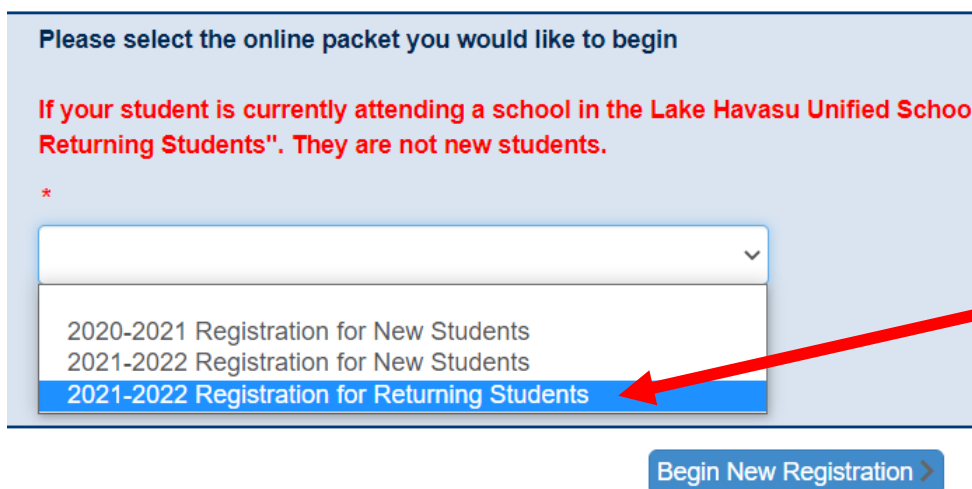 Please select the online packet you would like to begin
If your student is currently attending a school in the Lake Havasu Unified Schoo
Returning Students". They are not new students.
*
2020-2021 Registration for New Students
2021-2022 Registration for New Students
2021-2022 Registration for Returning Students
Begin New Registration >